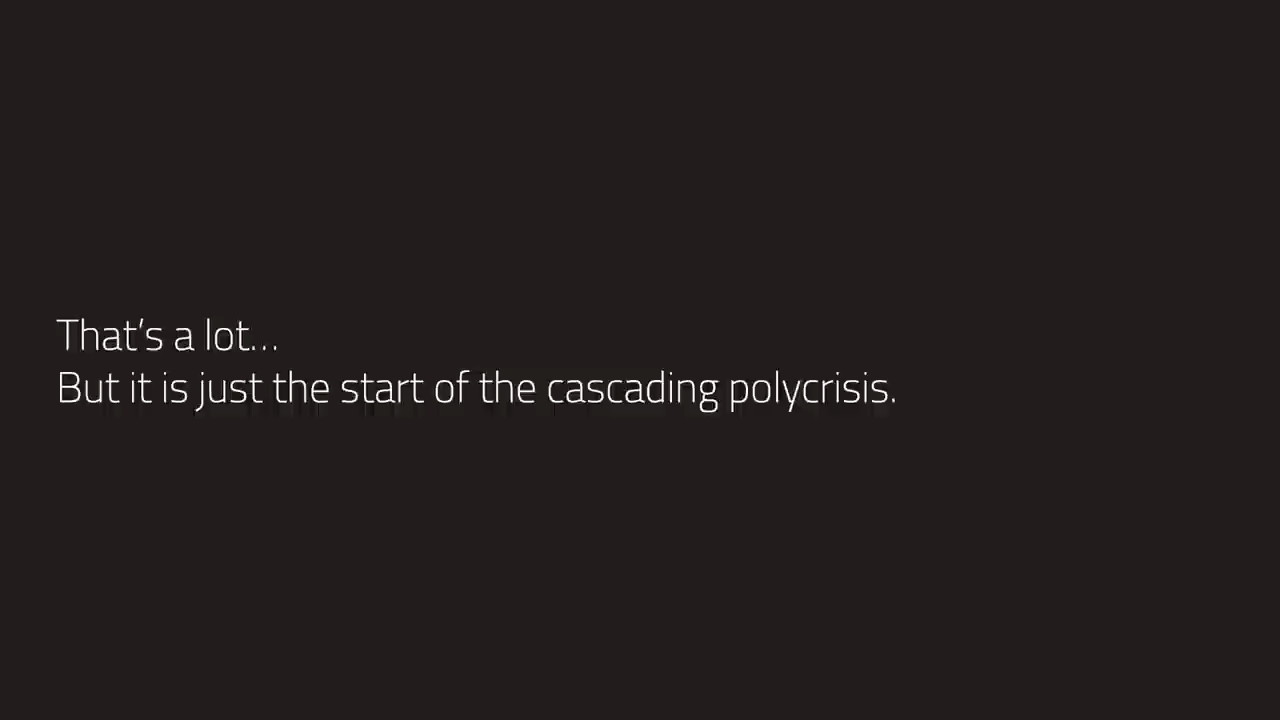 That’s a lot...
But it is just the start of the cascading polycrisis.